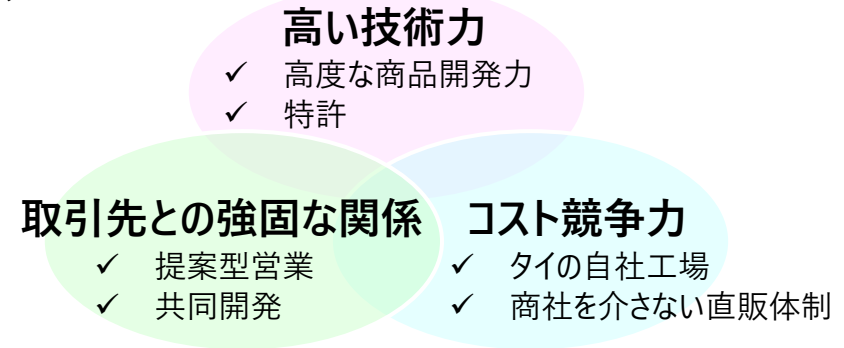 高い技術力
✓ 高度な商品開発力
✓ 特許
取引先との強固な関係
✓ 提案型営業
✓ 共同開発
コスト競争力
✓ タイの自社工場
✓ 商社を介さない直販体制